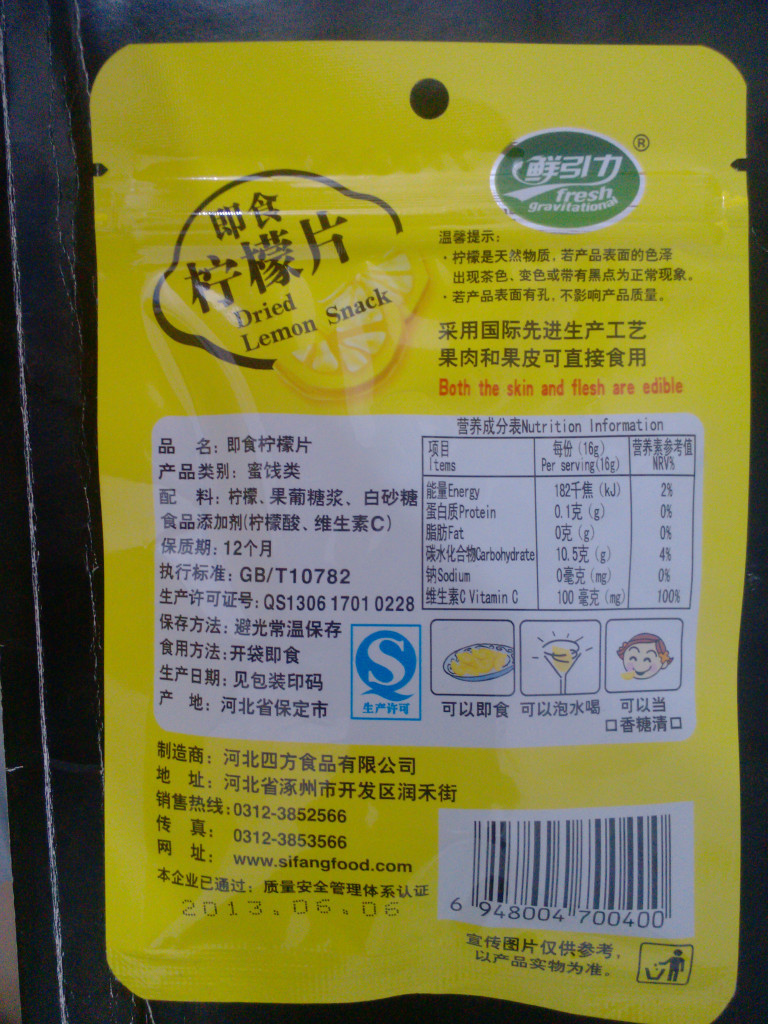 鲜引力
®
fresh
gravitational
即食
柠檬片
Dried
Lemon Snack
温馨提示:
·柠檬是天然物质,若产品表面的色泽
出现茶色、变色或带有黑点为正常现象。
·若产品表面有孔,不影响产品质量。
采用国际先进生产工艺
果肉和果皮可直接食用
Both the skin and flesh are edible
品 名: 即食柠檬片
产品类别: 蜜饯类
配 料: 柠檬、果葡糖浆、白砂糖
食品添加剂(柠檬酸、维生素C)
保质期: 12个月
执行标准: GB/T10782
生产许可证号: QS1306 1701 0228
保存方法: 避光常温保存
食用方法: 开袋即食
生产日期: 见包装印码
产 地: 河北省保定市
营养成分表Nutrition Information
项目 每份 (16g) 营养素参考值
Items Per serving(16g) NRV%
能量Energy 182千焦 (kJ) 2%
蛋白质Protein 0.1克 (g) 0%
脂肪Fat 0克 (g) 0%
碳水化合物Carbohydrate 10.5克 (g) 4%
钠Sodium 0毫克 (mg) 0%
维生素C Vitamin C 100 毫克 (mg) 100%
S
生产许可
可以即食 可以泡水喝 可以当
口香糖清口
制造商: 河北四方食品有限公司
地 址: 河北省涿州市开发区润禾街
销售热线: 0312-3852566
传 真: 0312-3853566
网 址: www.sifangfood.com
本企业已通过: 质量安全管理体系认证
2013.06.06
6 948004 700400
宣传图片仅供参考,
以产品实物为准。